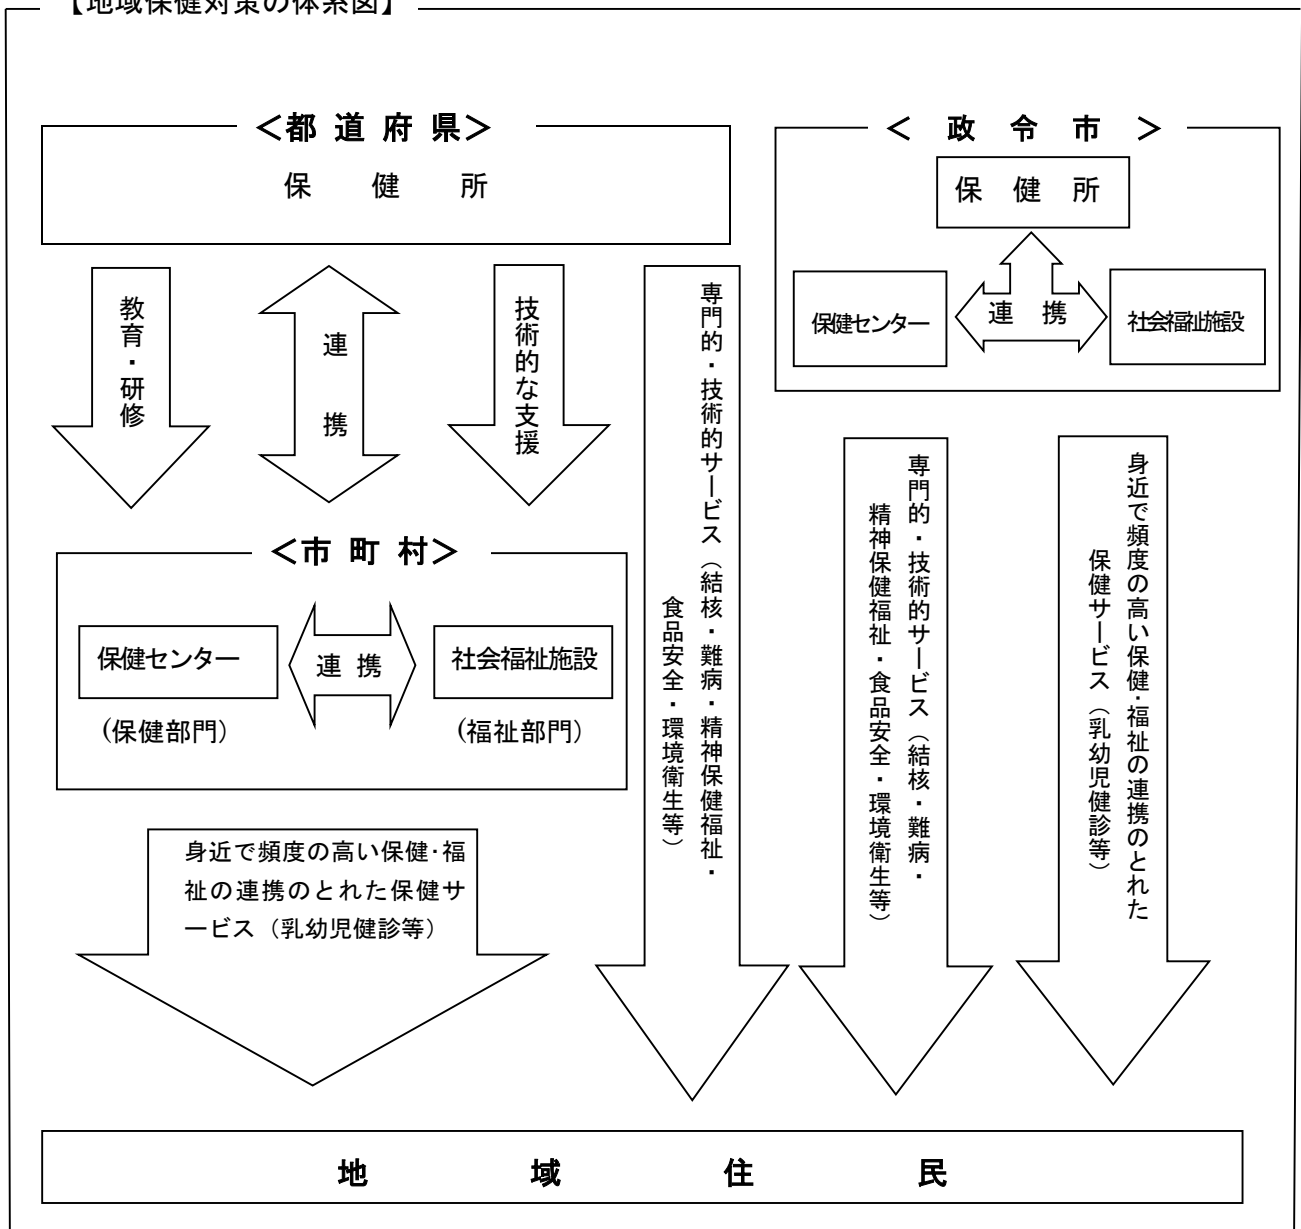 【地域保健対策の体系図】
＜都道府県＞
保健所
教育・研修
連携
技術的な支援
専門的・技術的サービス（結核・難病・精神保健福祉・
食品安全・環境衛生等）
＜市町村＞
保健センター
連携
社会福祉施設
(保健部門)
(福祉部門)
身近で頻度の高い保健・福
祉の連携のとれた保健サ
ービス（乳幼児健診等）
＜政令市＞
保健所
保健センター
連携
社会福祉施設
専門的・技術的サービス（結核・難病・
精神保健福祉・食品安全・環境衛生等）
身近で頻度の高い保健・福祉の連携のとれた
保健サービス（乳幼児健診等）
地域住民